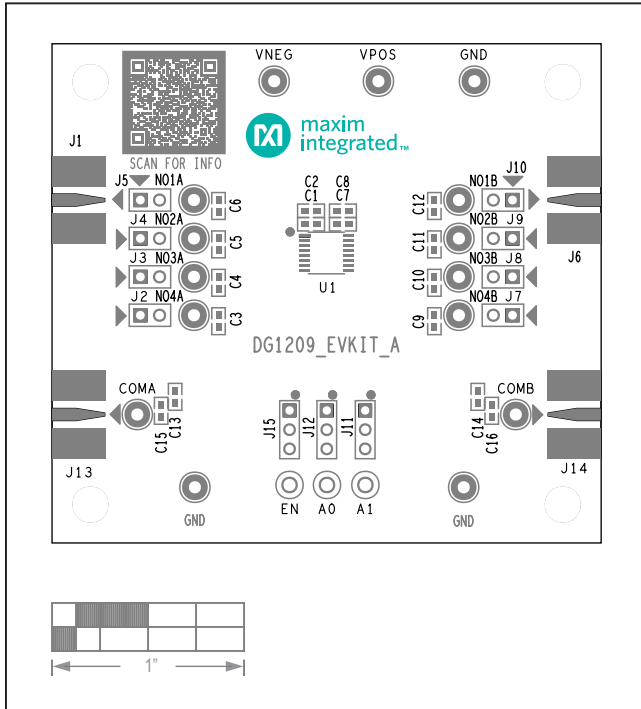 VNEG VPOS GND
J1
SCAN FOR INFO
maxim
integrated™
J5 NO1A
C6
J4 NO2A
C5
J3 NO3A
C4
J2 NO4A
C3
C2 C8
C1 C7
U1
C12 NO1B J10
C11 NO2B J9
J6
C10 NO3B J8
C9 NO4B J7
DG1209_EVKIT_A
COMA
C15 C13
J13
J15 J12 J11
COMB
C14 C16
J14
GND
EN A0 A1
GND
1"